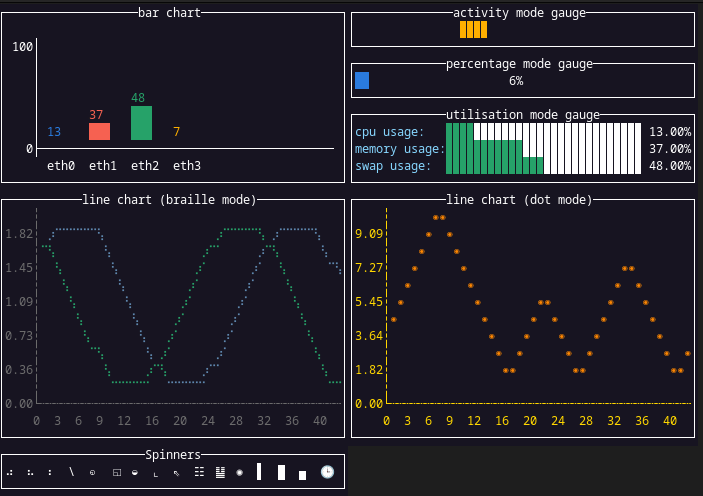 bar chart
100
48
37
13
7
0
eth0 eth1 eth2 eth3
activity mode gauge
percentage mode gauge
6%
utilisation mode gauge
cpu usage: 13.00%
memory usage: 37.00%
swap usage: 48.00%
line chart (braille mode)
1.82
1.45
1.09
0.73
0.36
0.00
0 3 6 9 12 16 20 24 28 32 36 40
line chart (dot mode)
9.09
7.27
5.45
3.64
1.82
0.00
0 3 6 9 12 16 20 24 28 32 36 40
Spinners